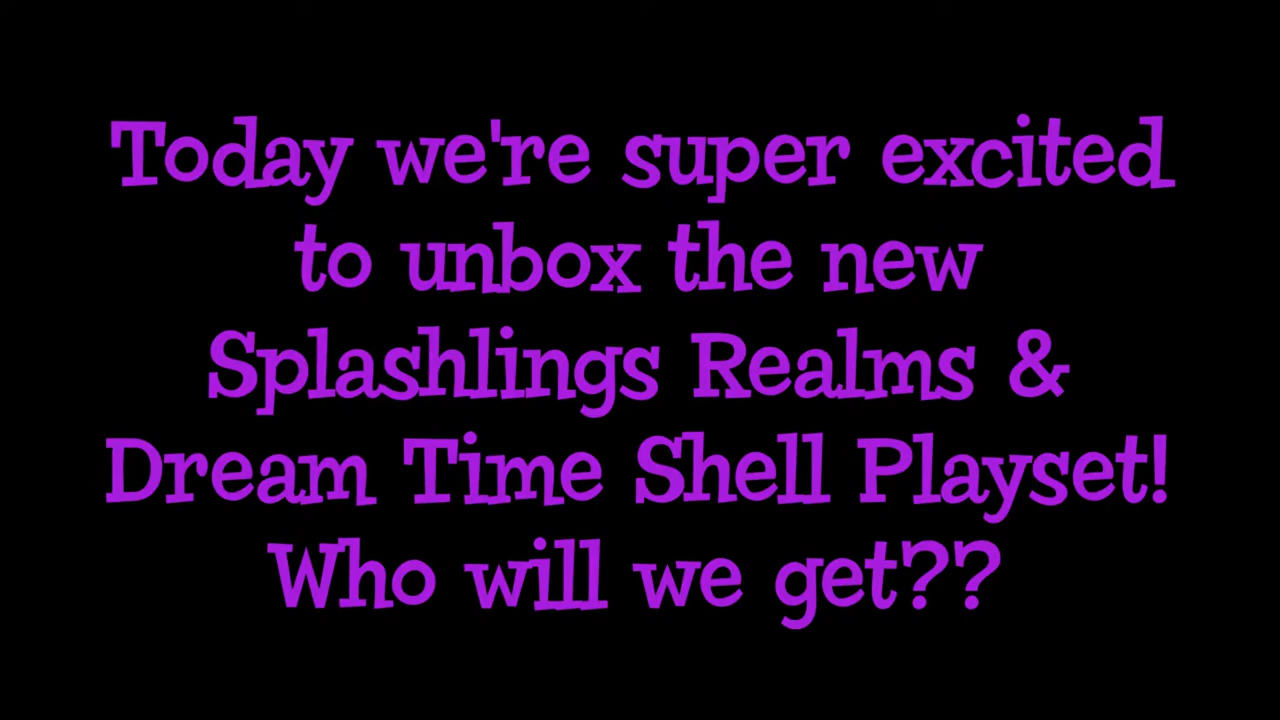 Today we're super excited
to unbox the new
Splashlings Realms &
Dream Time Shell Playset!
Who will we get??